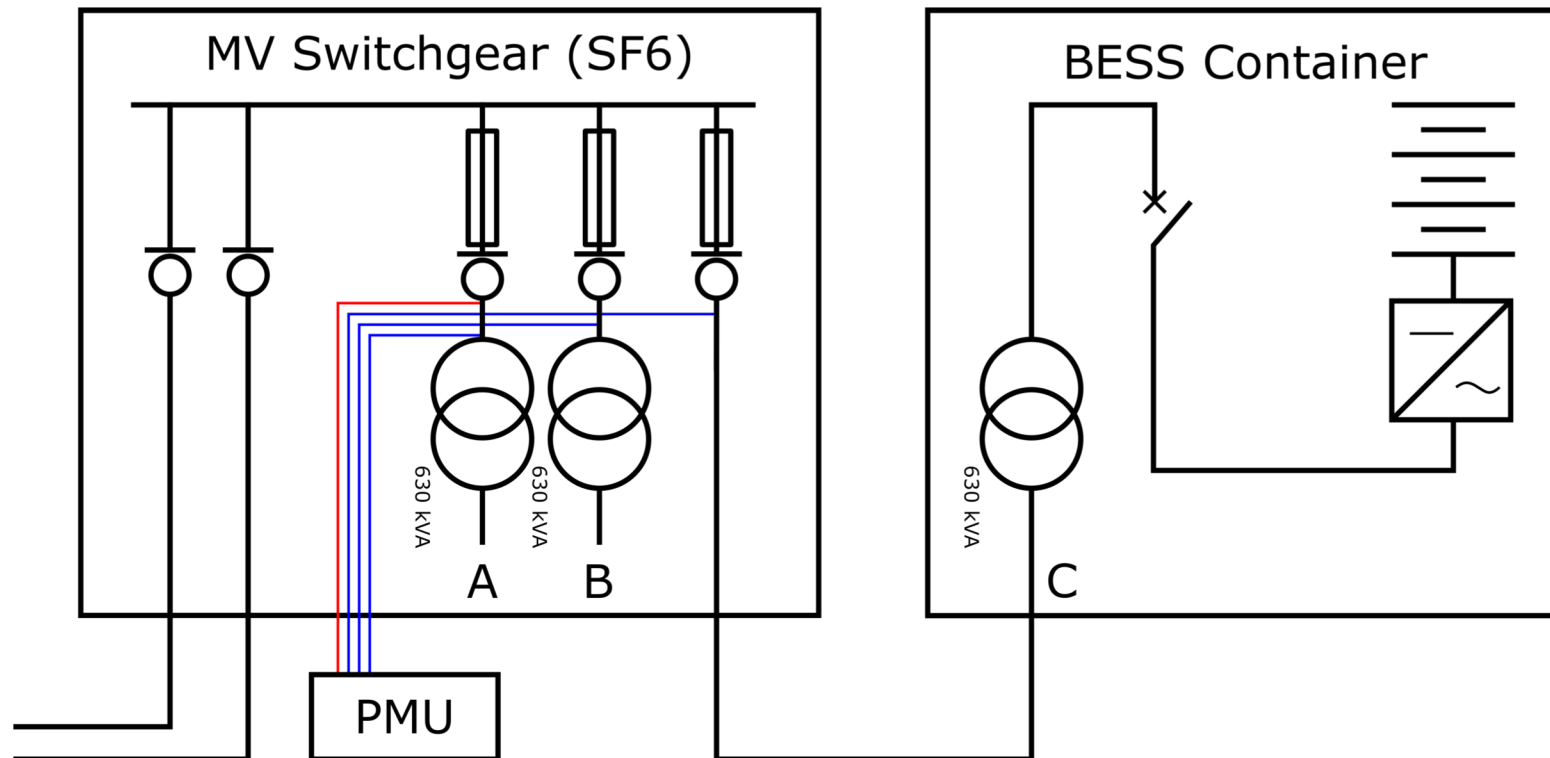 MV Switchgear (SF6)
BESS Container
630 kVA
630 kVA
630 kVA
A
B
C
PMU